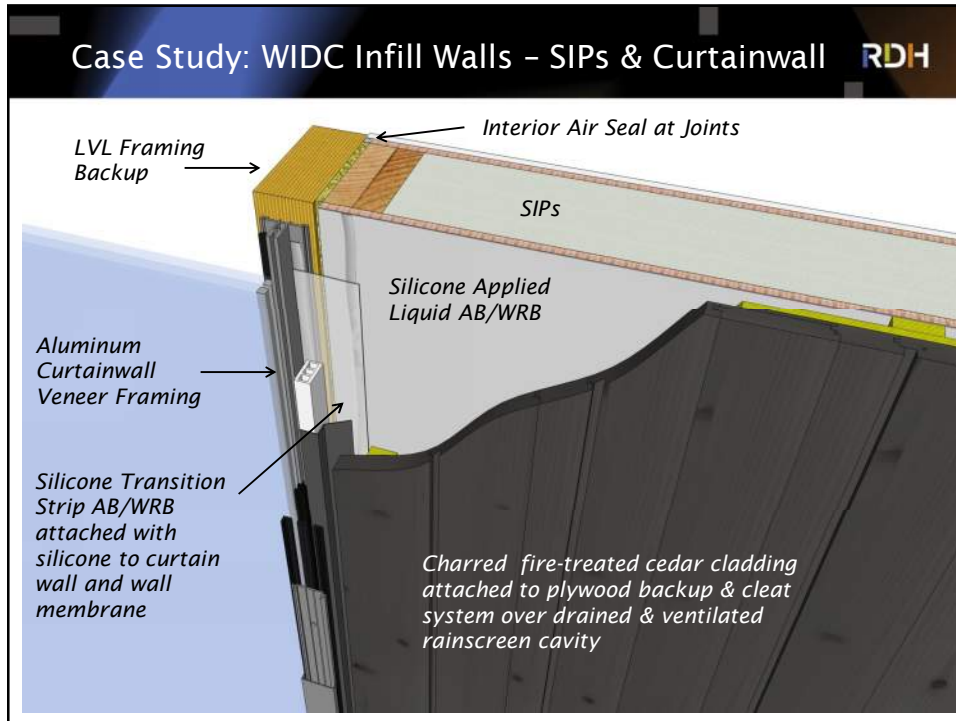 Case Study: WIDC Infill Walls – SIPs & Curtainwall
RDH
Interior Air Seal at Joints
LVL Framing
Backup
SIPs
Silicone Applied
Liquid AB/WRB
Aluminum
Curtainwall
Veneer Framing
Silicone Transition
Strip AB/WRB
attached with
silicone to curtain
wall and wall
membrane
Charred fire-treated cedar cladding
attached to plywood backup & cleat
system over drained & ventilated
rainscreen cavity